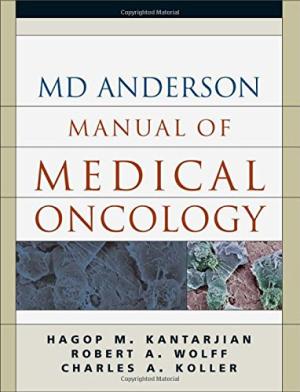 MD ANDERSON
MANUAL OF
MEDICAL
ONCOLOGY
HAGOP M. KANTARJIAN
ROBERT A. WOLFF
CHARLES A. KOLLER